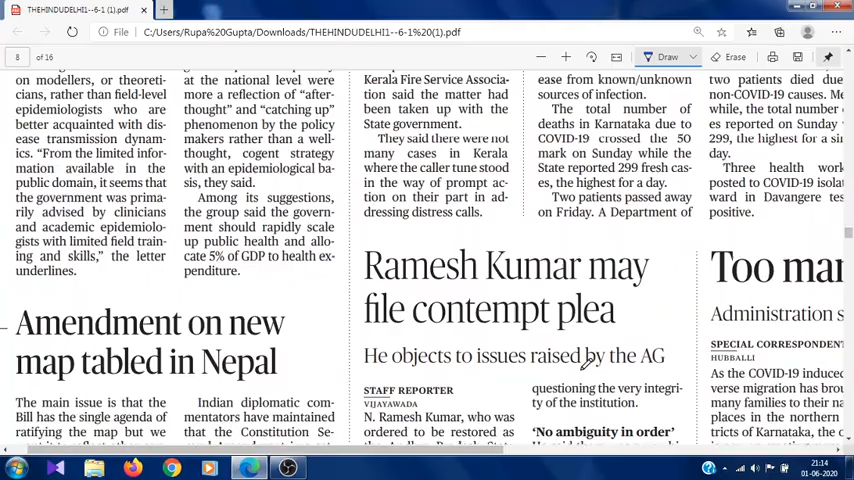 THEHINDUDELHI1--6-1 (1).pdf
File
C:/Users/Rupa%20Gupta/Downloads/THEHINDUDELHI1--6-1%20(1).pdf
8 of 16
Draw
Erase
on modellers, or theoreti-
cians, rather than field-level
epidemiologists who are
better acquainted with dis-
ease transmission dynam-
ics. “From the limited infor-
mation available in the
public domain, it seems that
the government was prima-
rily advised by clinicians
and academic epidemiolo-
gists with limited field train-
ing and skills,” the letter
underlines.
at the national level were
more a reflection of “after-
thought” and “catching up”
phenomenon by the policy
makers rather than a well-
thought, cogent strategy
with an epidemiological ba-
sis, they said.
Among its suggestions,
the group said the govern-
ment should rapidly scale
up public health and allo-
cate 5% of GDP to health ex-
penditure.
Amendment on new
map tabled in Nepal
The main issue is that the
Bill has the single agenda of
ratifying the map but we
Indian diplomatic com-
mentators have maintained
that the Constitution Se-
Kerala Fire Service Associa-
tion said the matter had
been taken up with the
State government.
They said there were not
many cases in Kerala
where the caller tune stood
in the way of prompt ac-
tion on their part in ad-
dressing distress calls.
ease from known/unknown
sources of infection.
The total number of
deaths in Karnataka due to
COVID-19 crossed the 50
mark on Sunday while the
State reported 299 fresh cas-
es, the highest for a day.
Two patients passed away
on Friday. A Department of
two patients died due
non-COVID-19 causes. Me
while, the total number
es reported on Sunday
299, the highest for a si
day.
Three health work
posted to COVID-19 isola
ward in Davangere tes
positive.
Ramesh Kumar may
file contempt plea
He objects to issues raised by the AG
STAFF REPORTER
VIJAYAWADA
N. Ramesh Kumar, who was
ordered to be restored as
questioning the very integri-
ty of the institution.
‘No ambiguity in order’
Too mar
Administration s
SPECIAL CORRESPONDENT
HUBBALLI
As the COVID-19 induced
verse migration has brou
many families to their na
places in the northern
tricts of Karnataka, the
21:14
01-06-2020